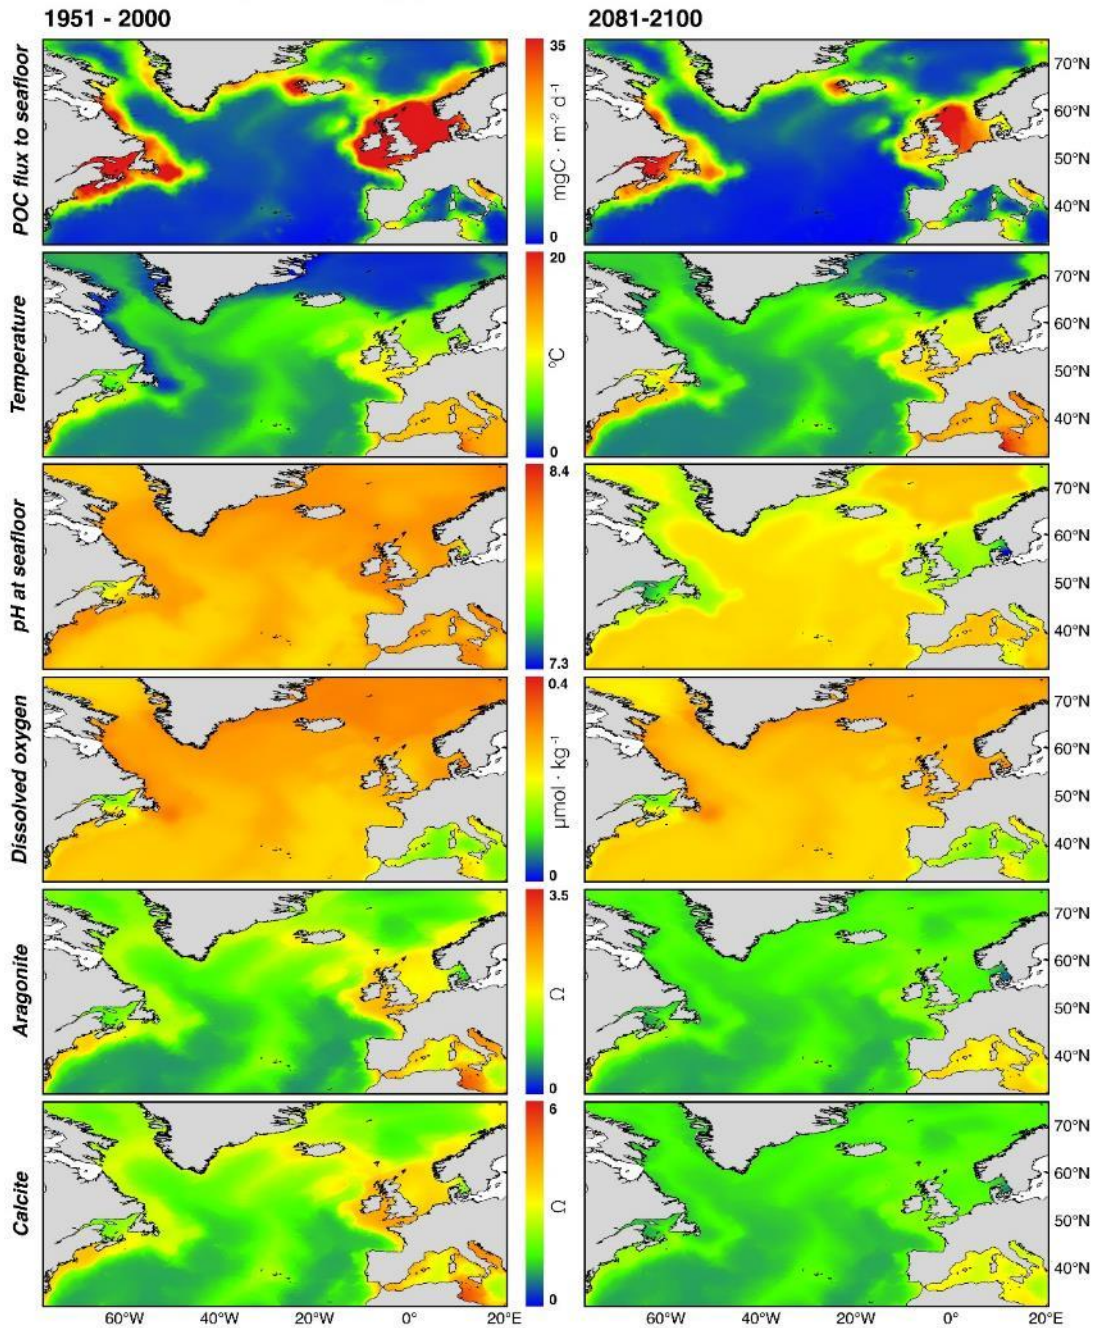 1951 - 2000
2081-2100
POC flux to seafloor
35
mgC · m⁻² d⁻¹
0
70°N
60°N
50°N
40°N
Temperature
20
ºC
0
70°N
60°N
50°N
40°N
pH at seafloor
8.4
7.3
70°N
60°N
50°N
40°N
Dissolved oxygen
0.4
µmol · kg⁻¹
0
70°N
60°N
50°N
40°N
Aragonite
3.5
Ω
0
70°N
60°N
50°N
40°N
Calcite
6
Ω
0
70°N
60°N
50°N
40°N
60°W 40°W 20°W 0° 20°E
60°W 40°W 20°W 0° 20°E